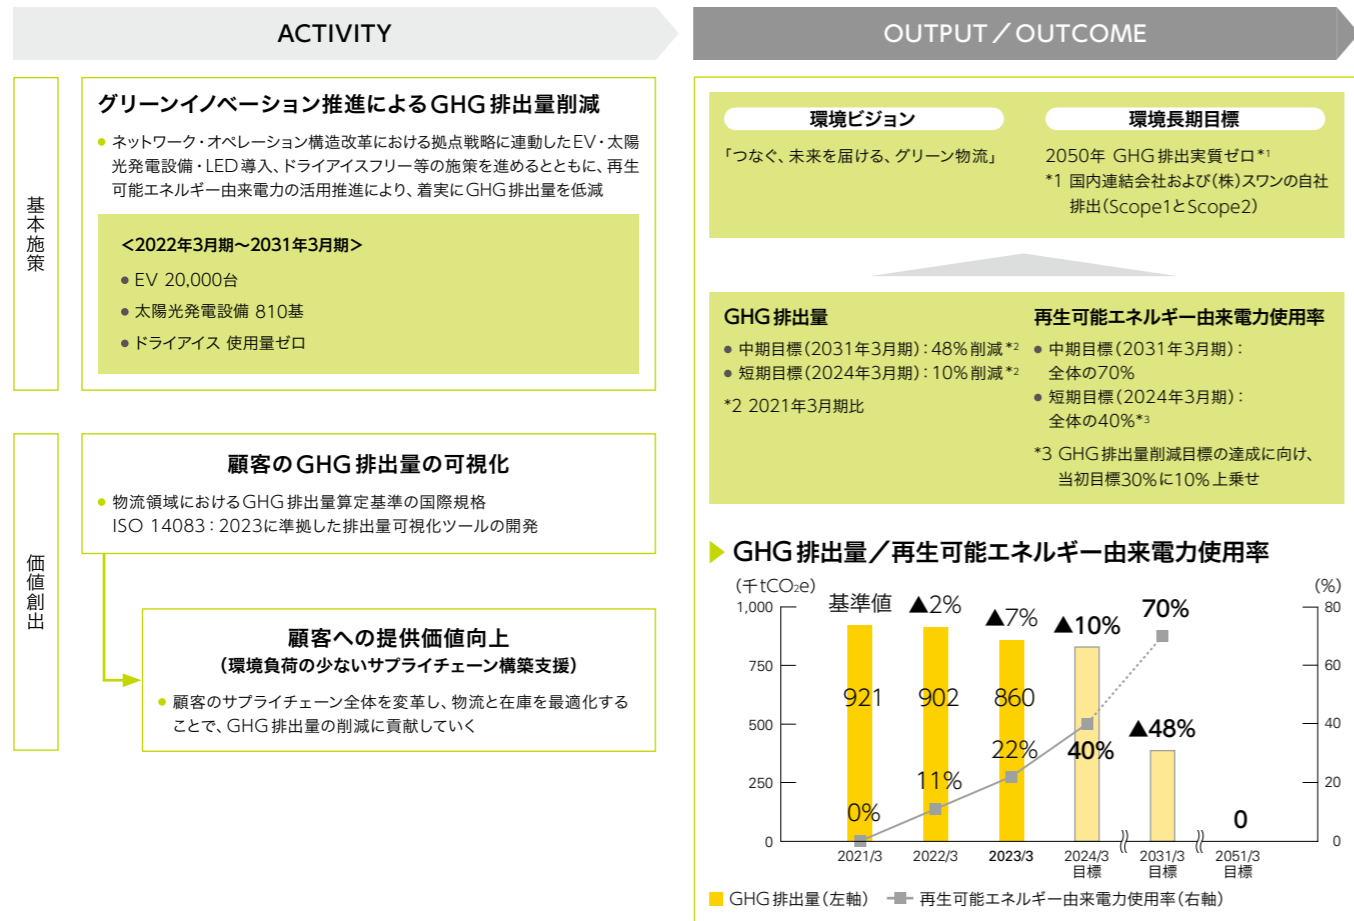 ACTIVITY
基本施策
グリーンイノベーション推進によるGHG排出量削減
● ネットワーク・オペレーション構造改革における拠点戦略に連動したEV・太陽
光発電設備・LED導入、ドライアイスフリー等の施策を進めるとともに、再生
可能エネルギー由来電力の活用推進により、着実にGHG排出量を低減
<2022年3月期～2031年3月期>
● EV 20,000台
● 太陽光発電設備 810基
● ドライアイス 使用量ゼロ
価値創出
顧客のGHG排出量の可視化
● 物流領域におけるGHG排出量算定基準の国際規格
ISO 14083：2023に準拠した排出量可視化ツールの開発
顧客への提供価値向上
（環境負荷の少ないサプライチェーン構築支援）
● 顧客のサプライチェーン全体を変革し、物流と在庫を最適化する
ことで、GHG排出量の削減に貢献していく
OUTPUT／OUTCOME
環境ビジョン
「つなぐ、未来を届ける、グリーン物流」
環境長期目標
2050年 GHG排出実質ゼロ*1
*1 国内連結会社および(株)スワンの自社
排出(Scope1とScope2)
GHG排出量
● 中期目標(2031年3月期)：48%削減*2
● 短期目標(2024年3月期)：10%削減*2
*2 2021年3月期比
再生可能エネルギー由来電力使用率
● 中期目標(2031年3月期)：
全体の70%
● 短期目標(2024年3月期)：
全体の40%*3
*3 GHG排出量削減目標の達成に向け、
当初目標30%に10%上乗せ
▶ GHG排出量／再生可能エネルギー由来電力使用率
(千tCO2e)
(%)
1,000
750
500
250
0
基準値
▲2%
▲7%
▲10%
70%
921
902
860
40%
▲48%
0%
11%
22%
0
80
60
40
20
0
2021/3
2022/3
2023/3
2024/3
目標
2031/3
目標
2051/3
目標
GHG排出量(左軸)
再生可能エネルギー由来電力使用率(右軸)